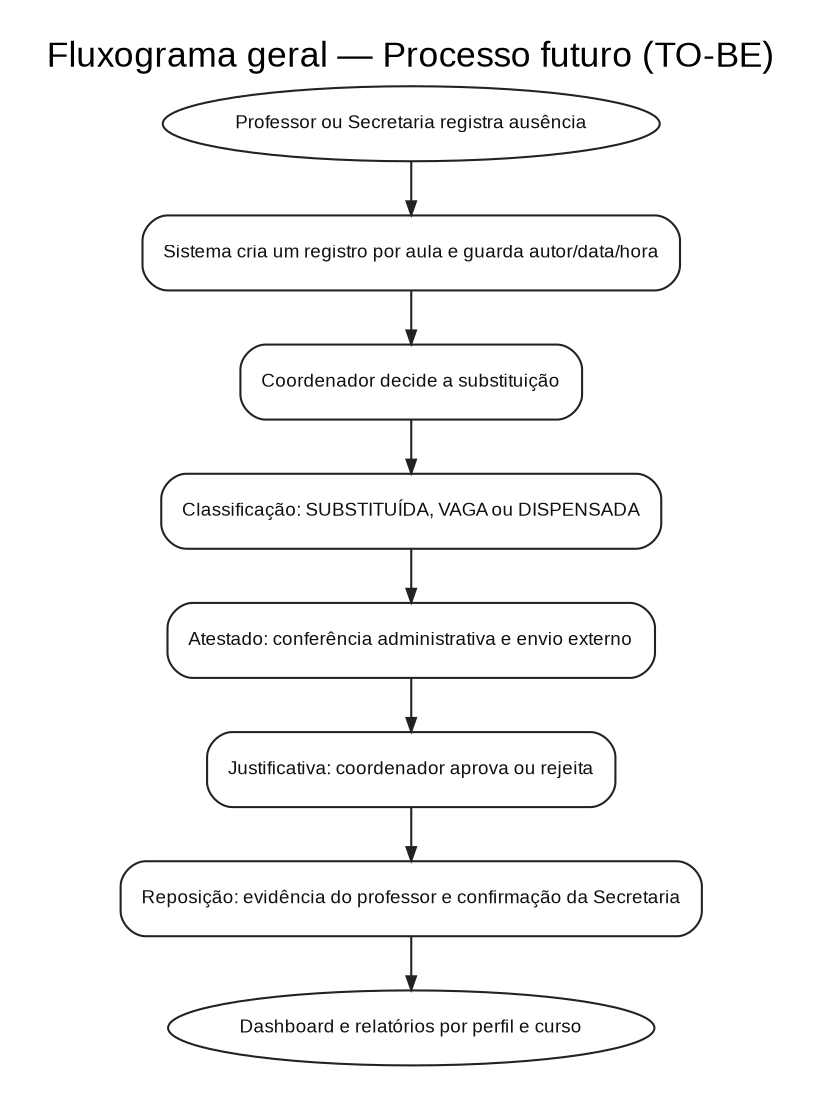 Fluxograma geral — Processo futuro (TO-BE)
Professor ou Secretaria registra ausência
Sistema cria um registro por aula e guarda autor/data/hora
Coordenador decide a substituição
Classificação: SUBSTITUÍDA, VAGA ou DISPENSADA
Atestado: conferência administrativa e envio externo
Justificativa: coordenador aprova ou rejeita
Reposição: evidência do professor e confirmação da Secretaria
Dashboard e relatórios por perfil e curso